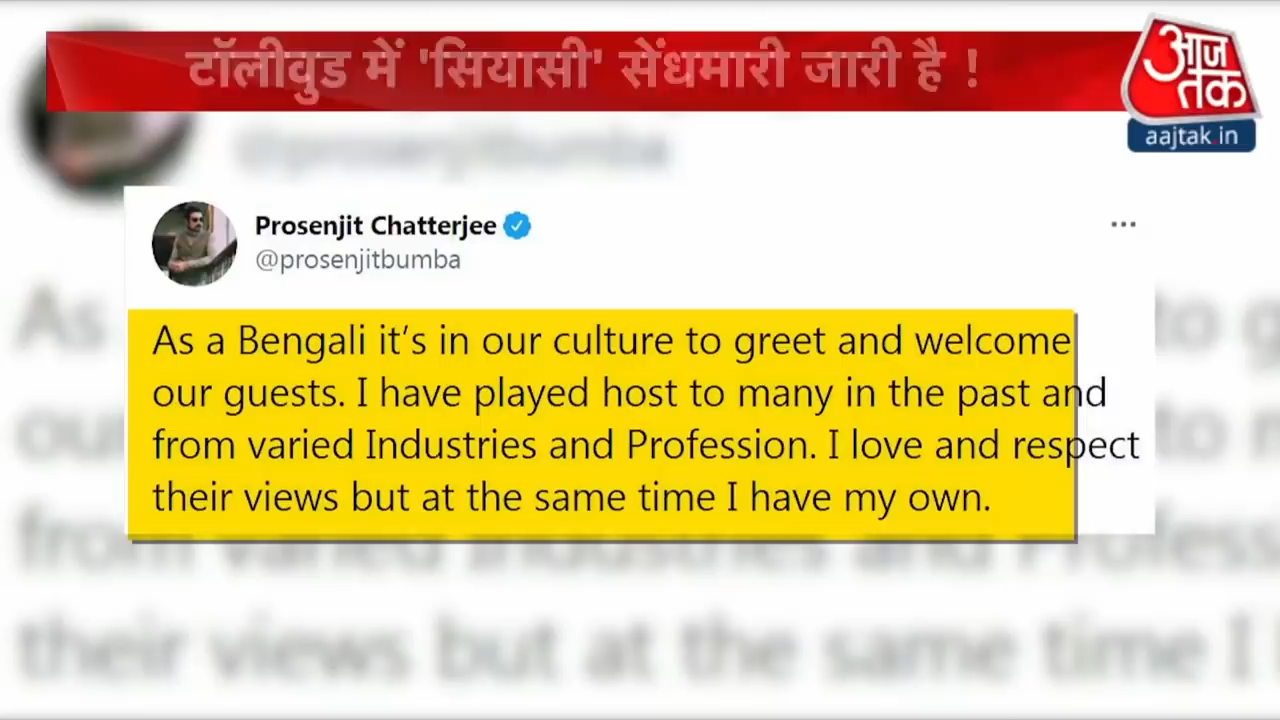 टॉलीवुड में 'सियासी' सेंधमारी जारी है !
आज
तक
aajtak.in
@prosenjitbumba
Prosenjit Chatterjee
@prosenjitbumba
As a Bengali it's in our culture to greet and welcome
our guests. I have played host to many in the past and
from varied Industries and Profession. I love and respect
their views but at the same time I have my own.